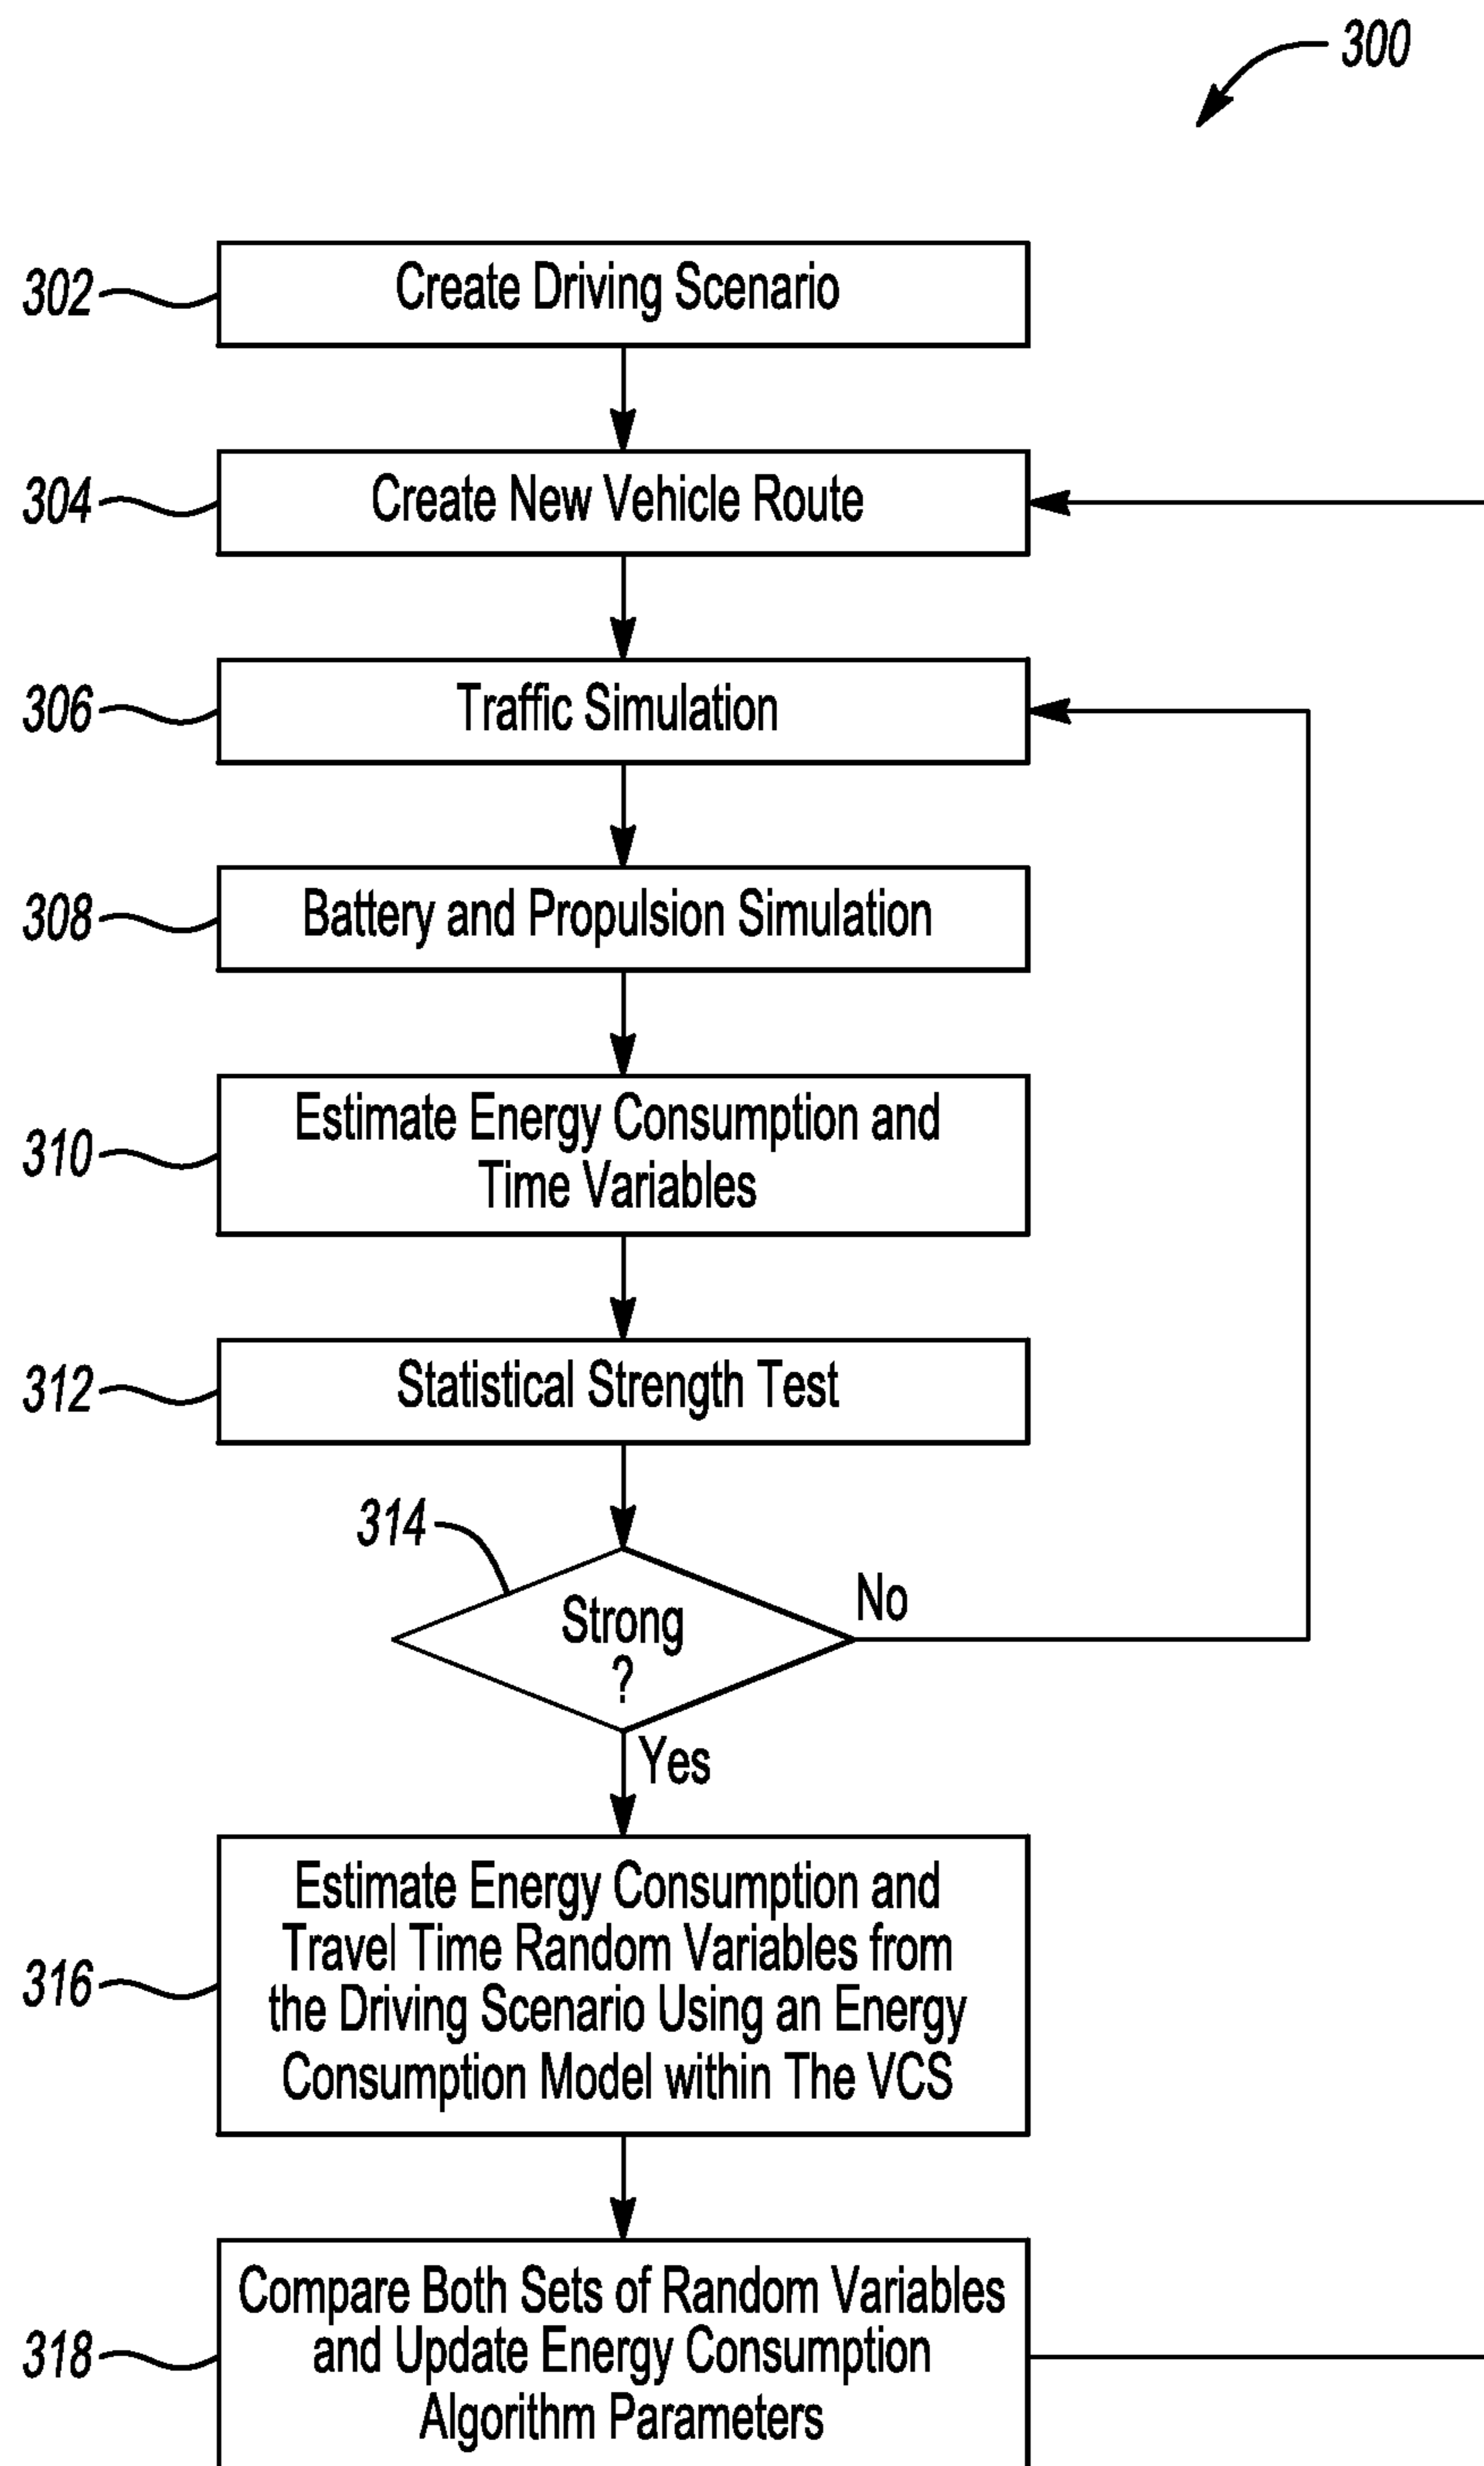 300
302
Create Driving Scenario
304
Create New Vehicle Route
306
Traffic Simulation
308
Battery and Propulsion Simulation
310
Estimate Energy Consumption and
Time Variables
312
Statistical Strength Test
314
Strong
?
No
Yes
316
Estimate Energy Consumption and
Travel Time Random Variables from
the Driving Scenario Using an Energy
Consumption Model within The VCS
318
Compare Both Sets of Random Variables
and Update Energy Consumption
Algorithm Parameters